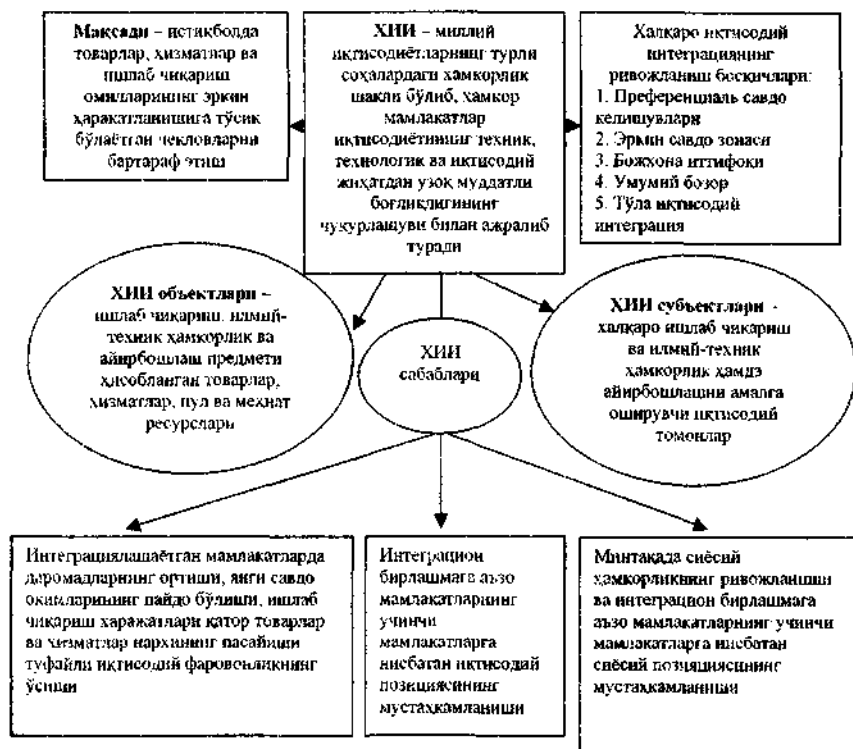 Мақсади – истиқболда
товарлар, хизматлар ва
ишлаб чиқариш
омилларининг эркин
ҳаракатланишига тўсиқ
бўлаётган чекловларни
бартараф этиш
ХИИ – миллий
иқтисодиётларнинг турли
соҳалардаги ҳамкорлик
шакли бўлиб, ҳамкор
мамлакатлар
иқтисодиётининг техник,
технологик ва иқтисодий
жиҳатдан узоқ муддатли
боғлиқлигининг
чуқурлашуви билан ажралиб
туради
Халқаро иқтисодий
интеграциянинг
ривожланиш босқичлари:
1. Преференциаль савдо
келишувлари
2. Эркин савдо зонаси
3. Божхона иттифоқи
4. Умумий бозор
5. Тўла иқтисодий
интеграция
ХИИ объектлари –
ишлаб чиқариш, илмий-
техник ҳамкорлик ва
айирбошлаш предмети
ҳисобланган товарлар,
хизматлар, пул ва меҳнат
ресурслари
ХИИ
сабаблари
ХИИ субъектлари -
халқаро ишлаб чиқариш
ва илмий-техник
ҳамкорлик ҳамдэ
айирбошлашни амалга
оширувчи иқтисодий
томонлар
Интеграциялашаётган мамлакатларда
даромадларнинг ортиши, янги савдо
оқимларининг пайдо бўлиши, ишлаб
чиқариш харажатлари қатор товарлар
ва хизматлар нархининг пасайиши
туфайли иқтисодий фаровонликнинг
ўсиши
Интеграцион
бирлашмага аъзо
мамлакатларнинг
учинчи
мамлакатларга
нисбатан иқтисодий
позициясининг
мустаҳкамланиши
Минтақада сиёсий
ҳамкорликнинг ривожланиши
ва интеграцион бирлашмага
аъзо мамлакатларнинг учинчи
мамлакатларга нисбатан
сиёсий позициясининг
мустаҳкамланиши